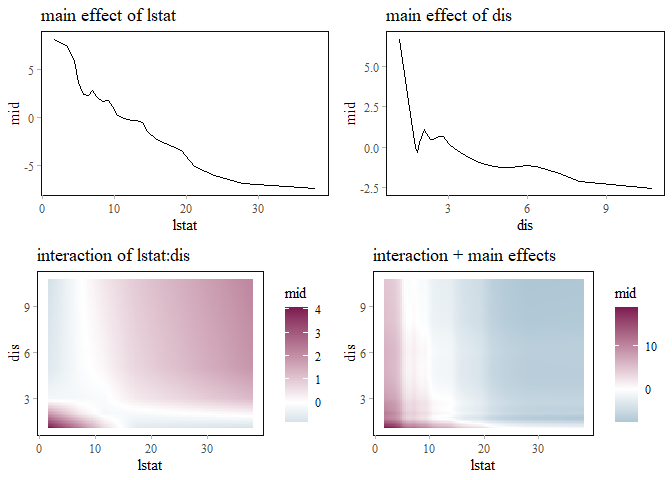 main effect of lstat
mid
5
0
-5
0 10 20 30
lstat
main effect of dis
mid
5.0
2.5
0.0
-2.5
3 6 9
dis
interaction of lstat:dis
dis
9
6
3
0 10 20 30
lstat
mid
4
3
2
1
0
interaction + main effects
dis
9
6
3
0 10 20 30
lstat
mid
10
0